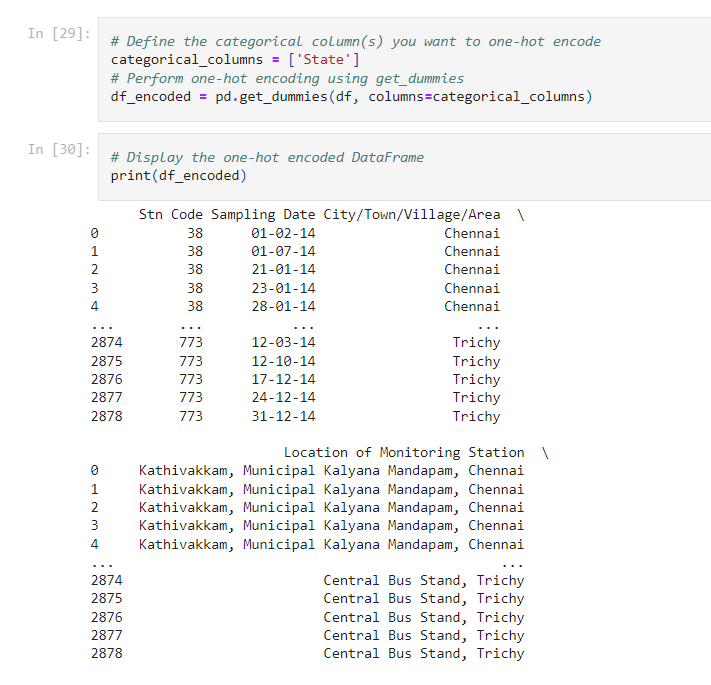 In [29]:
# Define the categorical column(s) you want to one-hot encode
categorical_columns = ['State']
# Perform one-hot encoding using get_dummies
df_encoded = pd.get_dummies(df, columns=categorical_columns)
In [30]:
# Display the one-hot encoded DataFrame
print(df_encoded)
Stn Code Sampling Date City/Town/Village/Area \
0 38 01-02-14 Chennai
1 38 01-07-14 Chennai
2 38 21-01-14 Chennai
3 38 23-01-14 Chennai
4 38 28-01-14 Chennai
... ... ... ...
2874 773 12-03-14 Trichy
2875 773 12-10-14 Trichy
2876 773 17-12-14 Trichy
2877 773 24-12-14 Trichy
2878 773 31-12-14 Trichy
Location of Monitoring Station \
0 Kathivakkam, Municipal Kalyana Mandapam, Chennai
1 Kathivakkam, Municipal Kalyana Mandapam, Chennai
2 Kathivakkam, Municipal Kalyana Mandapam, Chennai
3 Kathivakkam, Municipal Kalyana Mandapam, Chennai
4 Kathivakkam, Municipal Kalyana Mandapam, Chennai
... ...
2874 Central Bus Stand, Trichy
2875 Central Bus Stand, Trichy
2876 Central Bus Stand, Trichy
2877 Central Bus Stand, Trichy
2878 Central Bus Stand, Trichy